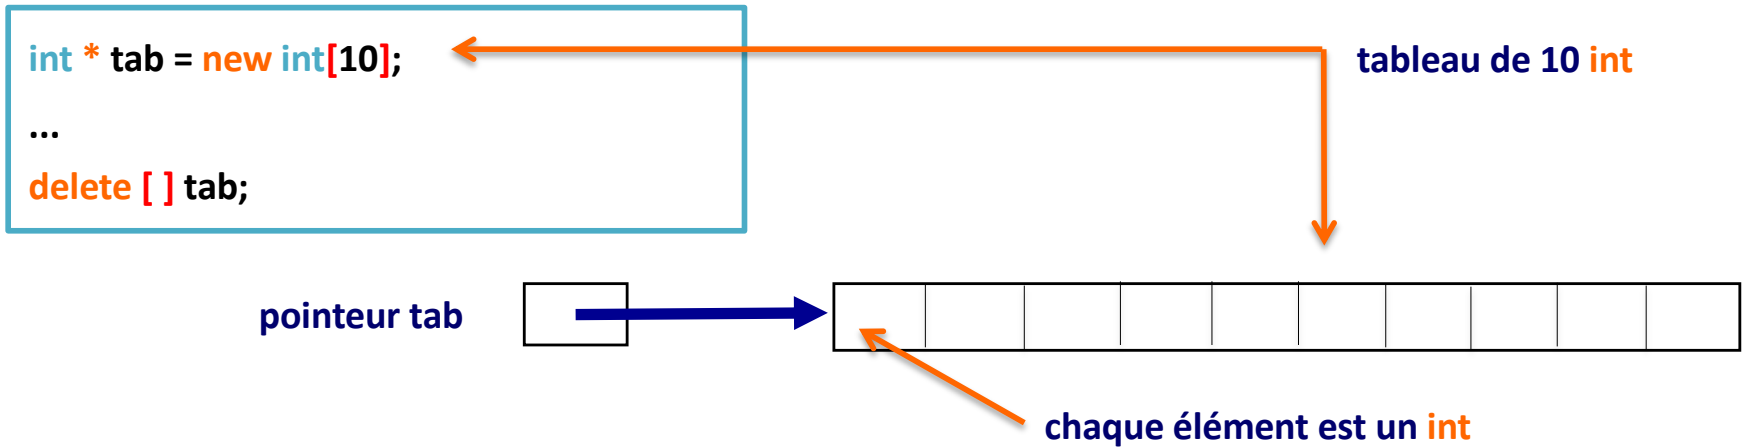 int * tab = new int[10];
tableau de 10 int
...
delete [ ] tab;
pointeur tab
chaque élément est un int